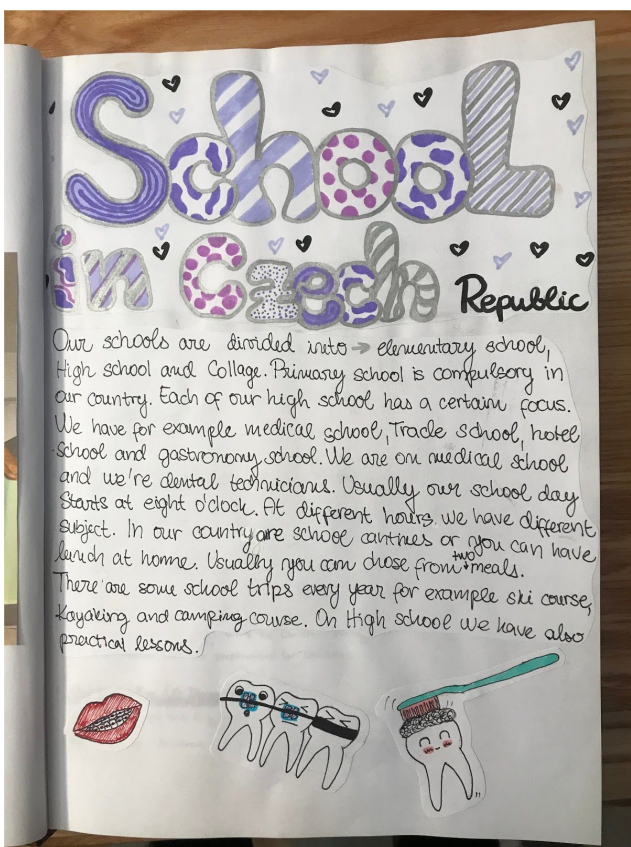 School
in Czech Republic
Our schools are divided into → elementary school,
High school and Collage. Primary school is compulsory in
our country. Each of our high school has a certain focus.
We have for example medical school, Trade school, hotel
school and gastronomy school. We are on medical school
and we're dental technicians. Usually our school day
starts at eight o'clock. At different hours we have different
subject. In our country are school cantines or you can have
lunch at home. Usually you can chose from two meals.
There are some school trips every year for example ski course,
Kayaking and camping course. On High school we have also
practical lessons.